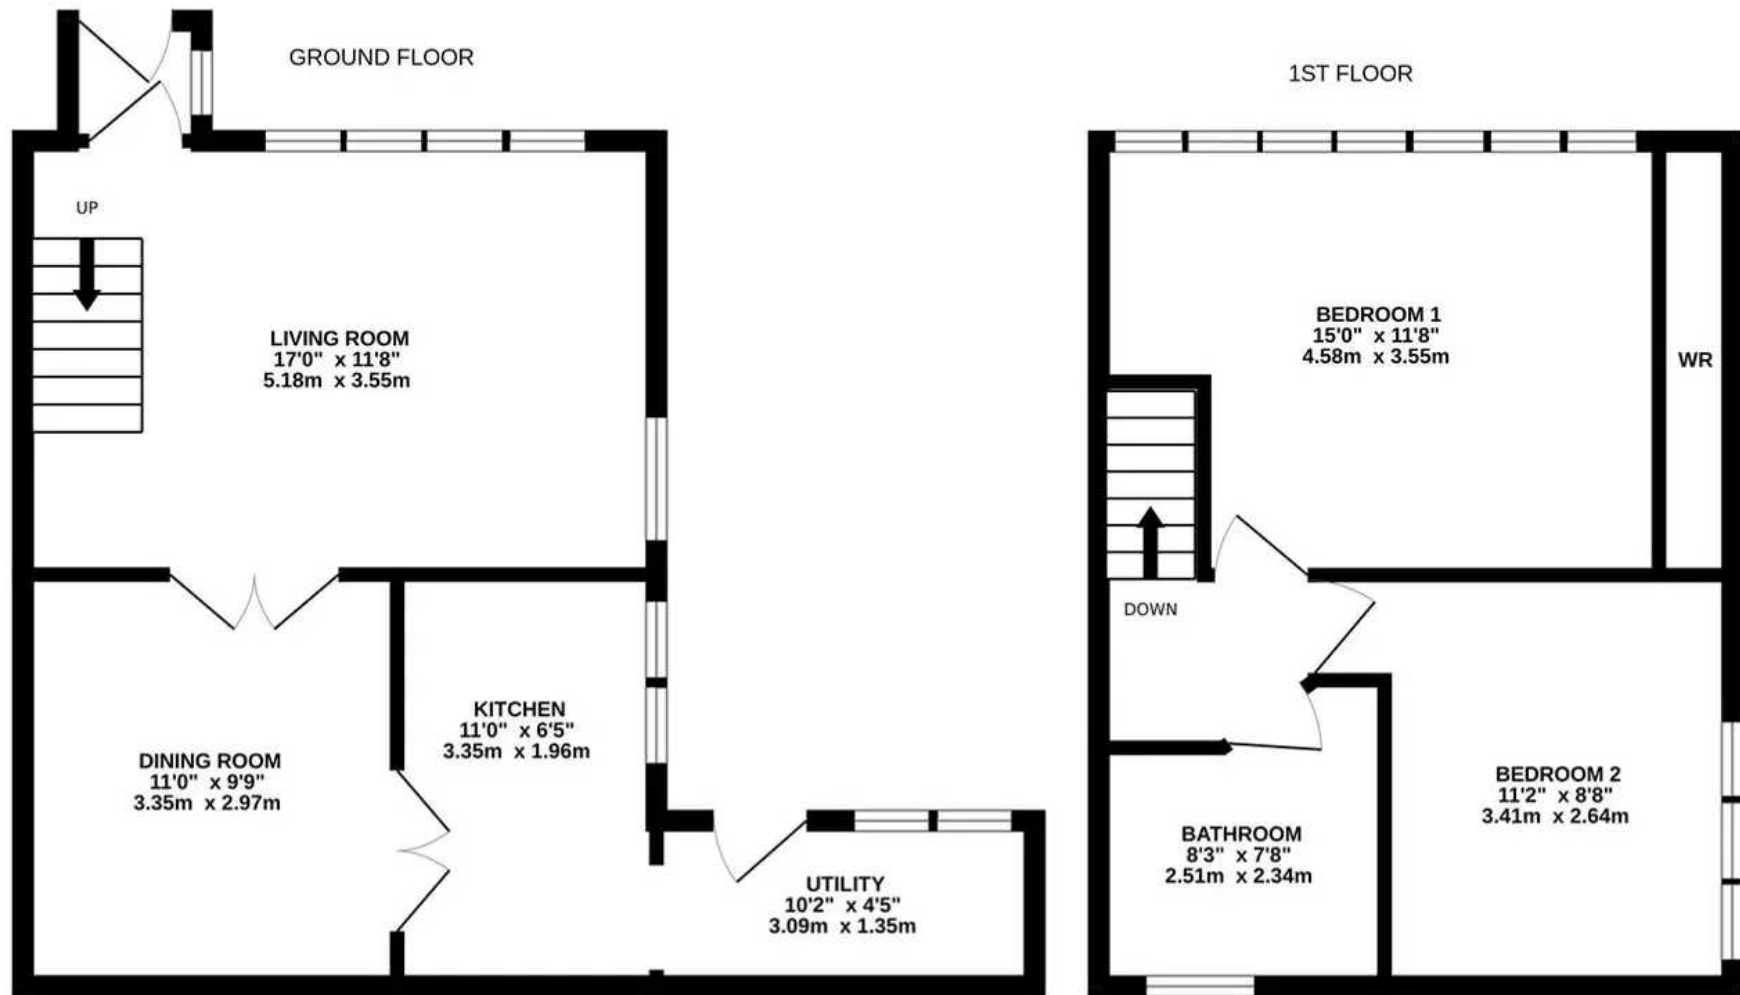 GROUND FLOOR
UP
LIVING ROOM
17'0" x 11'8"
5.18m x 3.55m
DINING ROOM
11'0" x 9'9"
3.35m x 2.97m
KITCHEN
11'0" x 6'5"
3.35m x 1.96m
UTILITY
10'2" x 4'5"
3.09m x 1.35m
1ST FLOOR
BEDROOM 1
15'0" x 11'8"
4.58m x 3.55m
WR
DOWN
BATHROOM
8'3" x 7'8"
2.51m x 2.34m
BEDROOM 2
11'2" x 8'8"
3.41m x 2.64m